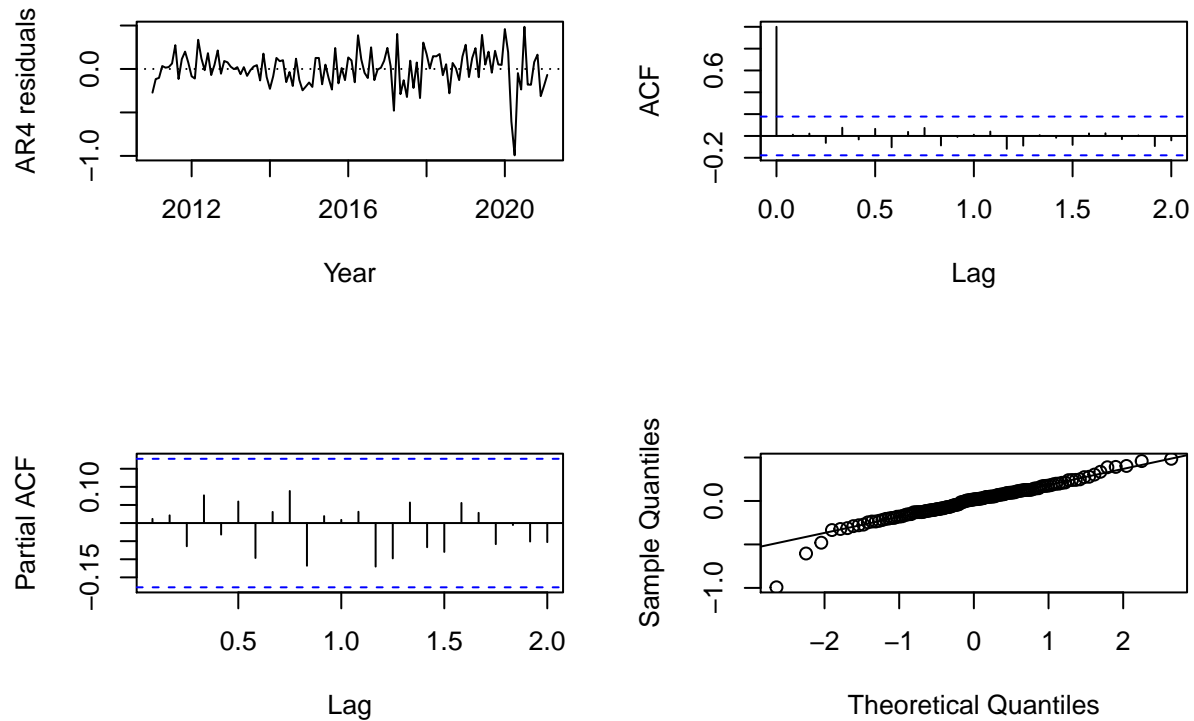 AR4 residuals
0.0
−1.0
2012 2016 2020
Year
ACF
0.6
−0.2
0.0 0.5 1.0 1.5 2.0
Lag
Partial ACF
0.10
−0.15
0.5 1.0 1.5 2.0
Lag
Sample Quantiles
0.0
−1.0
−2 −1 0 1 2
Theoretical Quantiles